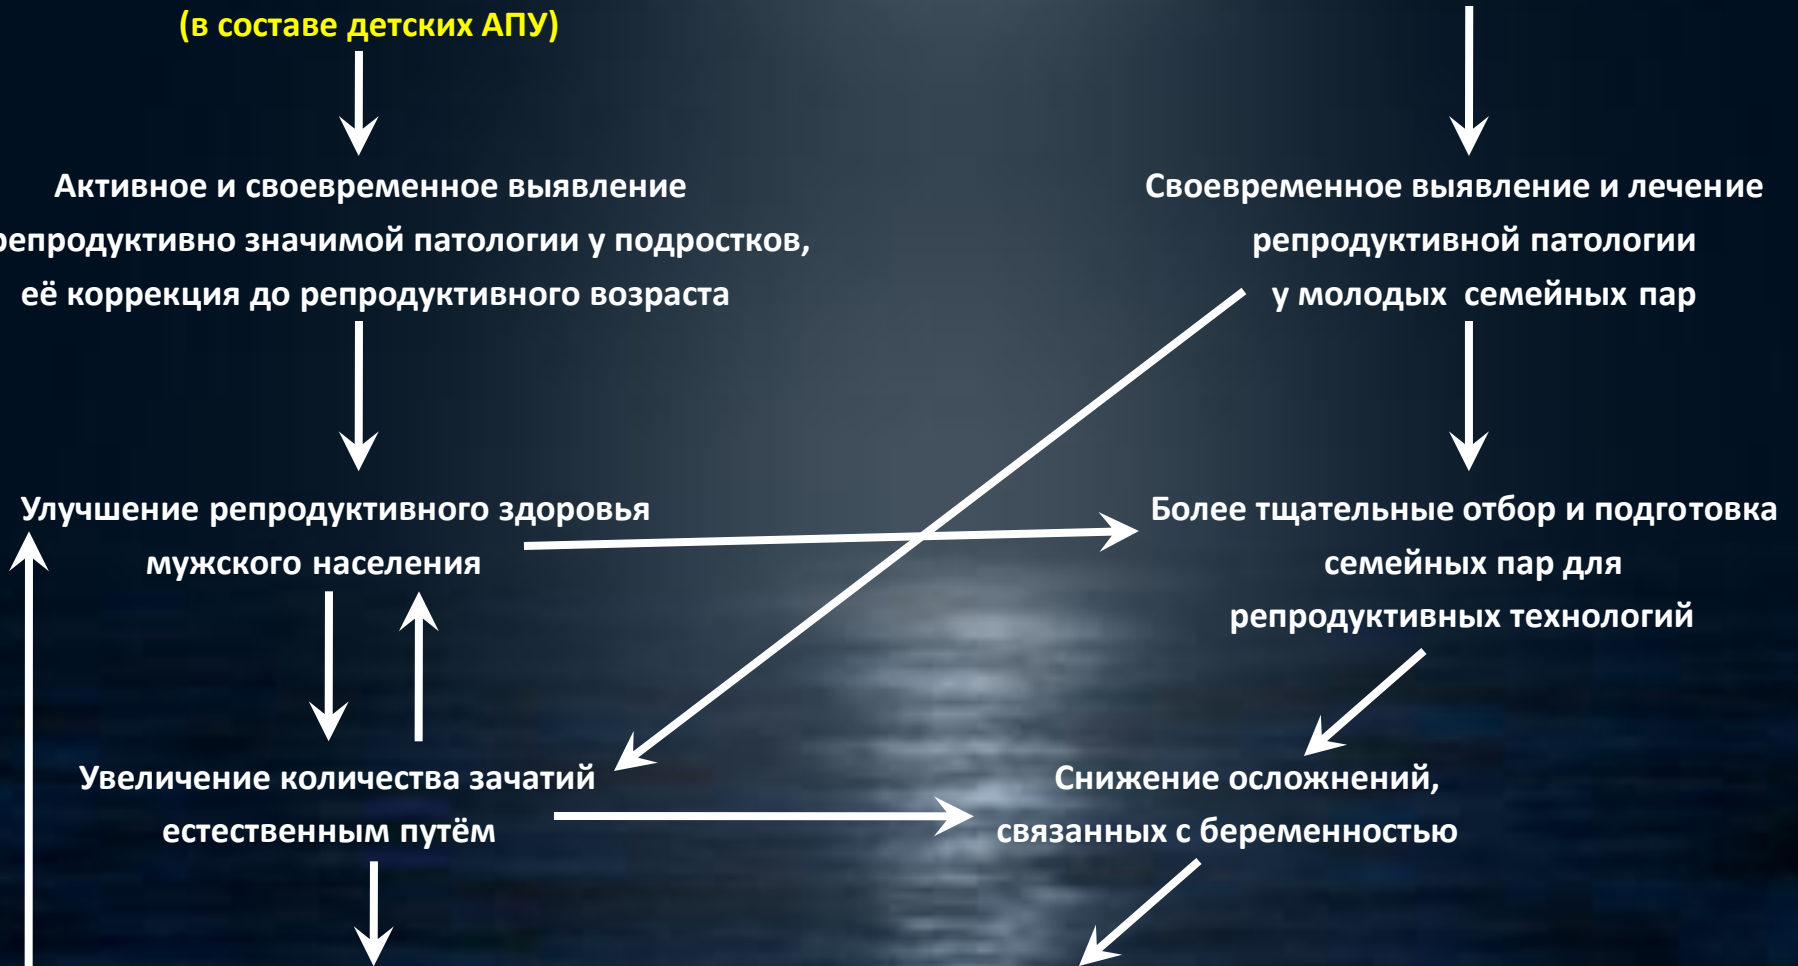 (в составе детских АПУ)
Активное и своевременное выявление
репродуктивно значимой патологии у подростков,
её коррекция до репродуктивного возраста
Своевременное выявление и лечение
репродуктивной патологии
у молодых семейных пар
Улучшение репродуктивного здоровья
мужского населения
Более тщательные отбор и подготовка
семейных пар для
репродуктивных технологий
Увеличение количества зачатий
естественным путём
Снижение осложнений,
связанных с беременностью